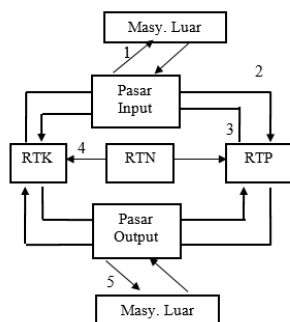 Masy. Luar
1
2
Pasar
Input
3
4
RTK
RTN
RTP
Pasar
Output
5
Masy. Luar